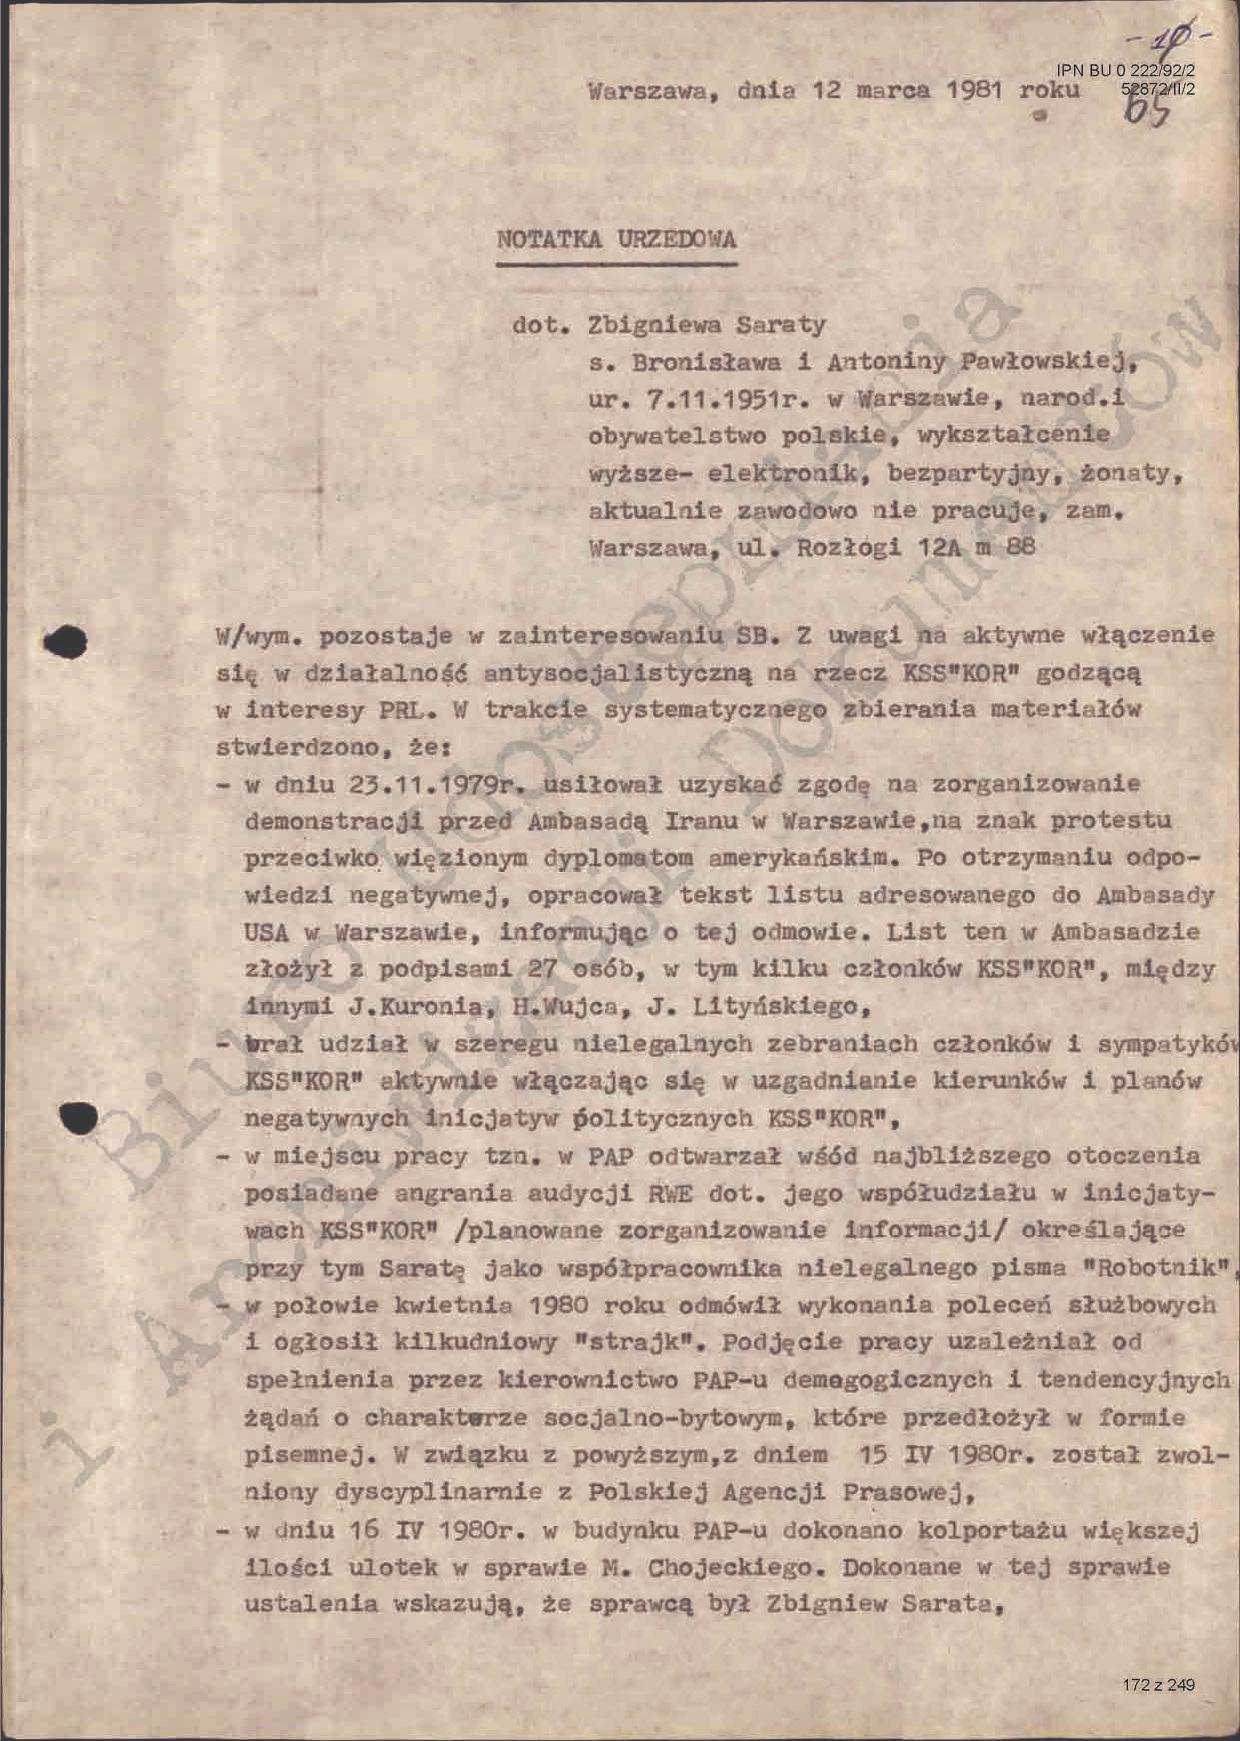 - 1φ -
IPN BU 0 222/92/2
52872/II/2
65
Warszawa, dnia 12 marca 1981 roku
NOTATKA URZEDOWA
dot. Zbigniewa Saraty
s. Bronisława i Antoniny Pawłowskiej,
ur. 7.11.1951r. w Warszawie, narod.i
obywatelstwo polskie, wykształcenie
wyższe- elektronik, bezpartyjny, żonaty,
aktualnie zawodowo nie pracuje, zam.
Warszawa, ul. Rozłogi 12A m 88
W/wym. pozostaje w zainteresowaniu SB. Z uwagi na aktywne włączenie
się w działalność antysocjalistyczną na rzecz KSS"KOR" godzącą
w interesy PRL. W trakcie systematycznego zbierania materiałów
stwierdzono, że:
- w dniu 23.11.1979r. usiłował uzyskać zgodę na zorganizowanie
demonstracji przed Ambasadą Iranu w Warszawie,na znak protestu
przeciwko więzionym dyplomatom amerykańskim. Po otrzymaniu odpo-
wiedzi negatywnej, opracował tekst listu adresowanego do Ambasady
USA w Warszawie, informując o tej odmowie. List ten w Ambasadzie
złożył z podpisami 27 osób, w tym kilku członków KSS"KOR", między
innymi J.Kuronia, H.Wujca, J. Lityńskiego,
- brał udział w szeregu nielegalnych zebraniach członków i sympatyków
KSS"KOR" aktywnie włączając się w uzgadnianie kierunków i planów
negatywnych inicjatyw politycznych KSS"KOR",
- w miejscu pracy tzn. w PAP odtwarzał wśód najbliższego otoczenia
posiadane angrania audycji RWE dot. jego współudziału w inicjaty-
wach KSS"KOR" /planowane zorganizowanie informacji/ określające
przy tym Saratę jako współpracownika nielegalnego pisma "Robotnik",
- w połowie kwietnia 1980 roku odmówił wykonania poleceń służbowych
i ogłosił kilkudniowy "strajk". Podjęcie pracy uzależniał od
spełnienia przez kierownictwo PAP-u demagogicznych i tendencyjnych
żądań o charakterze socjalno-bytowym, które przedłożył w formie
pisemnej. W związku z powyższym,z dniem 15 IV 1980r. został zwol-
niony dyscyplinarnie z Polskiej Agencji Prasowej,
- w dniu 16 IV 1980r. w budynku PAP-u dokonano kolportażu większej
ilości ulotek w sprawie M. Chojeckiego. Dokonane w tej sprawie
ustalenia wskazują, że sprawcą był Zbigniew Sarata,
172 z 249
Biuro Udostępniania
i Archiwizacji Dokumentów